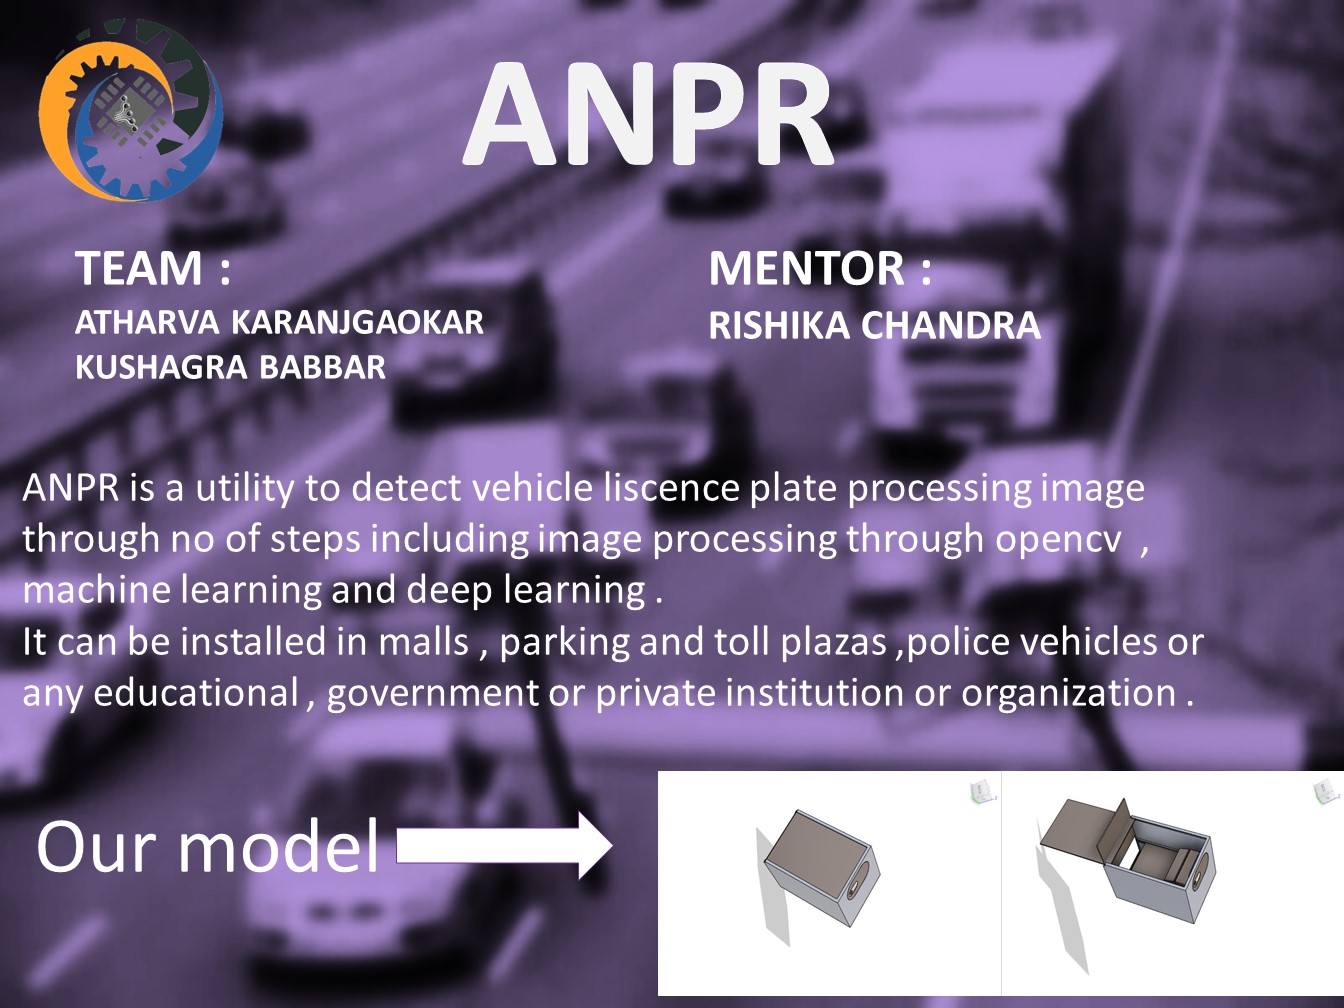 ANPR
TEAM :
ATHARVA KARANJGAOKAR
KUSHAGRA BABBAR
MENTOR :
RISHIKA CHANDRA
ANPR is a utility to detect vehicle liscence plate processing image
through no of steps including image processing through opencv ,
machine learning and deep learning .
It can be installed in malls , parking and toll plazas ,police vehicles or
any educational , government or private institution or organization .
Our model